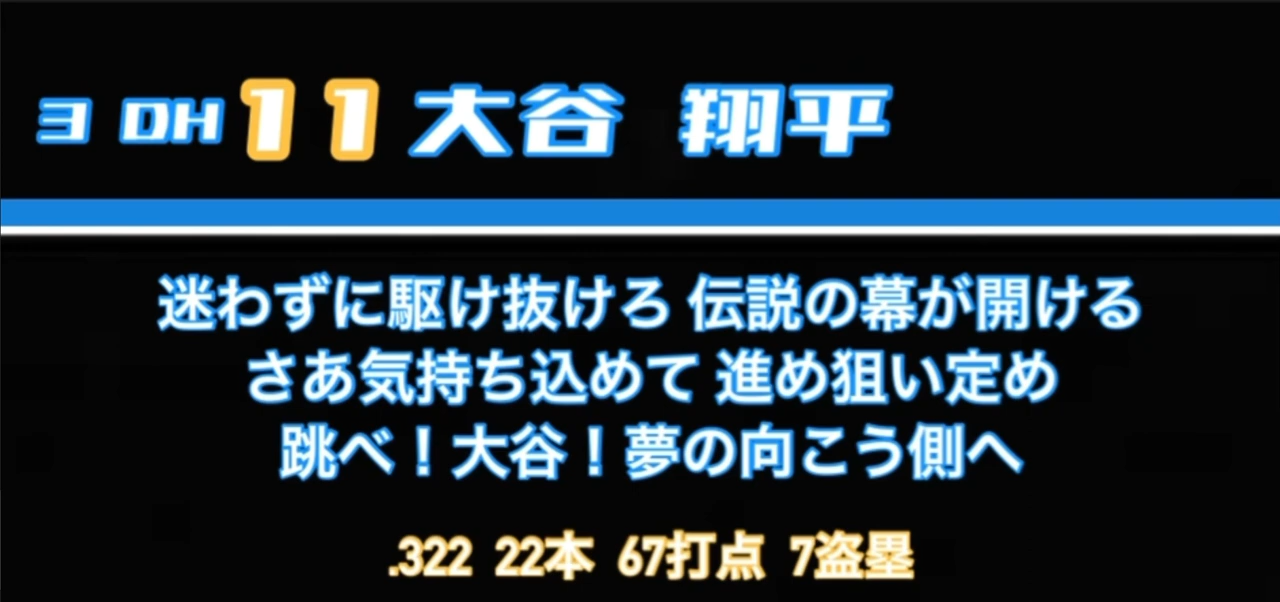 3 DH 11 大谷 翔平
迷わずに駆け抜けろ 伝説の幕が開ける
さあ気持ち込めて 進め狙い定め
跳べ！大谷！夢の向こう側へ
.322 22本 67打点 7盗塁